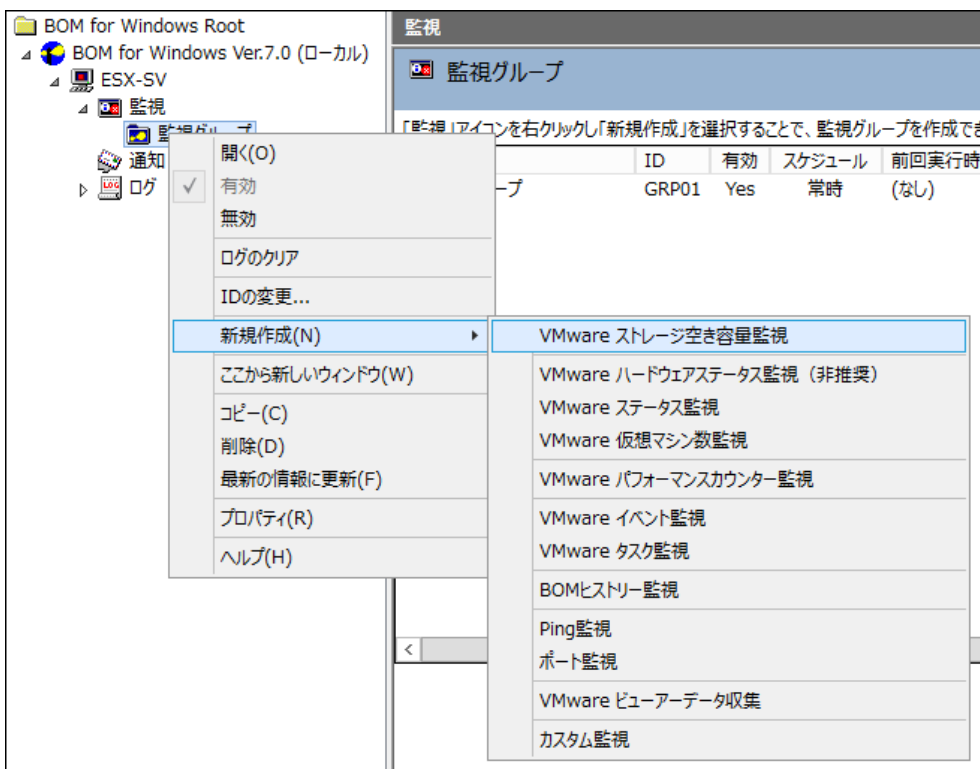 BOM for Windows Root
BOM for Windows Ver.7.0 (ローカル)
ESX-SV
監視
監視グループ
通知
ログ
開く(O)
有効
無効
ログのクリア
IDの変更...
新規作成(N)
ここから新しいウィンドウ(W)
コピー(C)
削除(D)
最新の情報に更新(F)
プロパティ(R)
ヘルプ(H)
監視
監視グループ
「監視」アイコンを右クリックし「新規作成」を選択することで、監視グループを作成でき
ID 有効 スケジュール 前回実行時
ープ GRP01 Yes 常時 (なし)
VMware ストレージ空き容量監視
VMware ハードウェアステータス監視（非推奨）
VMware ステータス監視
VMware 仮想マシン数監視
VMware パフォーマンスカウンター監視
VMware イベント監視
VMware タスク監視
BOMヒストリー監視
Ping監視
ポート監視
VMware ビューアーデータ収集
カスタム監視